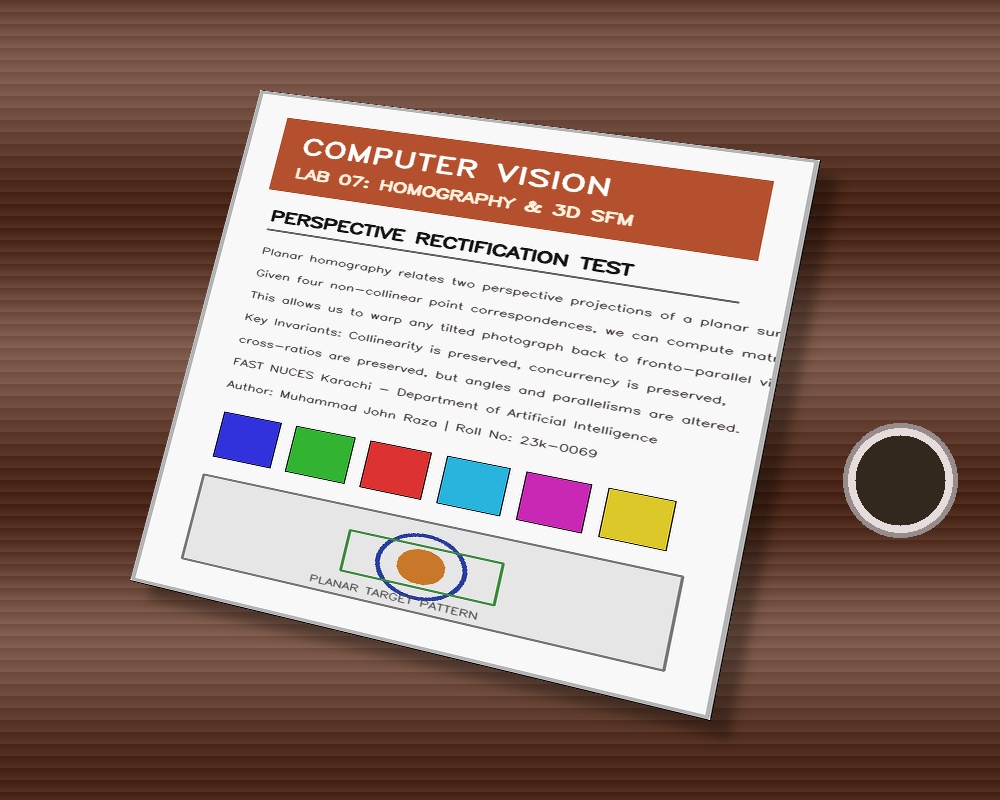 COMPUTER VISION
LAB 07: HOMOGRAPHY & 3D SFM
PERSPECTIVE RECTIFICATION TEST
Planar homography relates two perspective projections of a planar sur
Given four non-collinear point correspondences, we can compute matr
This allows us to warp any tilted photograph back to fronto-parallel vi
Key Invariants: Collinearity is preserved, concurrency is preserved,
cross-ratios are preserved, but angles and parallelisms are altered.
FAST NUCES Karachi - Department of Artificial Intelligence
Author: Muhammad John Raza | Roll No: 23k-0069
PLANAR TARGET PATTERN